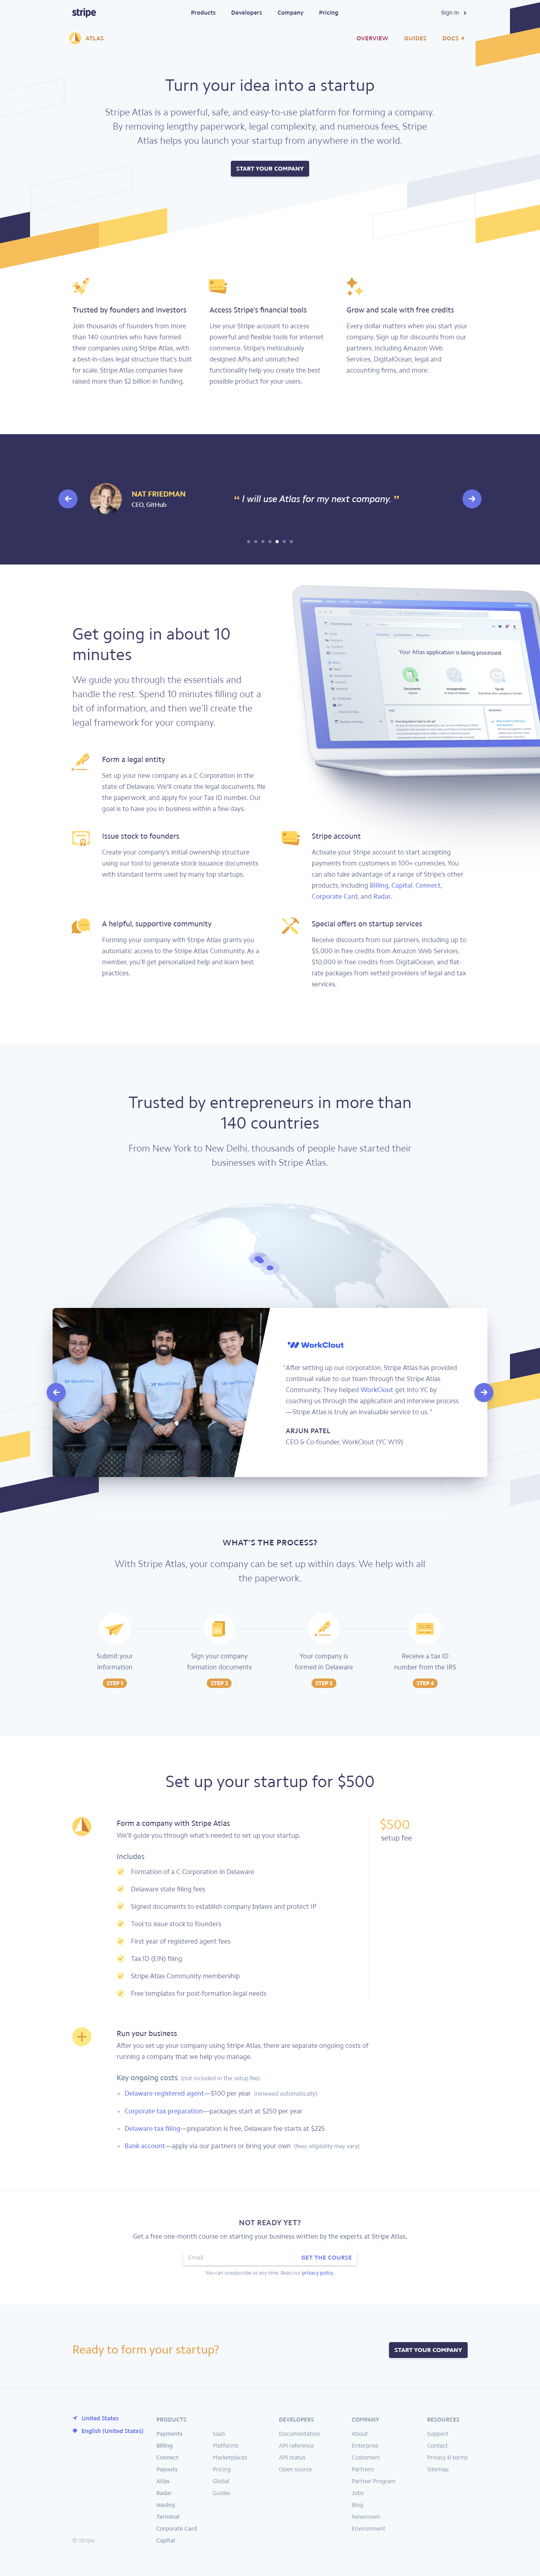 stripe
Products Developers Company Pricing
Sign in
ATLAS
OVERVIEW GUIDES DOCS
Turn your idea into a startup
Stripe Atlas is a powerful, safe, and easy-to-use platform for forming a company.
By removing lengthy paperwork, legal complexity, and numerous fees, Stripe
Atlas helps you launch your startup from anywhere in the world.
START YOUR COMPANY
Trusted by founders and investors
Join thousands of founders from more
than 140 countries who have formed
their companies using Stripe Atlas, with
a best-in-class legal structure that's built
for scale. Stripe Atlas companies have
raised more than $2 billion in funding.
Access Stripe's financial tools
Use your Stripe account to access
powerful and flexible tools for internet
commerce. Stripe's meticulously
designed APIs and unmatched
functionality help you create the best
possible product for your users.
Grow and scale with free credits
Every dollar matters when you start your
company. Sign up for discounts from our
partners, including Amazon Web
Services, DigitalOcean, legal and
accounting firms, and more.
NAT FRIEDMAN
CEO, GitHub
“ I will use Atlas for my next company. ”
Get going in about 10
minutes
We guide you through the essentials and
handle the rest. Spend 10 minutes filling out a
bit of information, and then we'll create the
legal framework for your company.
Your Atlas application is being processed
Form a legal entity
Set up your new company as a C Corporation in the
state of Delaware. We'll create the legal documents, file
the paperwork, and apply for your Tax ID number. Our
goal is to have you in business within a few days.
Issue stock to founders
Create your company's initial ownership structure
using our tool to generate stock issuance documents
with standard terms used by many top startups.
Stripe account
Activate your Stripe account to start accepting
payments from customers in 100+ currencies. You
can also take advantage of a range of Stripe's other
products, including Billing, Capital, Connect,
Corporate Card, and Radar.
A helpful, supportive community
Forming your company with Stripe Atlas grants you
automatic access to the Stripe Atlas Community. As a
member, you'll get personalized help and learn best
practices.
Special offers on startup services
Receive discounts from our partners, including up to
$5,000 in free credits from Amazon Web Services,
$10,000 in free credits from DigitalOcean, and flat-
rate packages from vetted providers of legal and tax
services.
Trusted by entrepreneurs in more than
140 countries
From New York to New Delhi, thousands of people have started their
businesses with Stripe Atlas.
WorkClout
“After setting up our corporation, Stripe Atlas has provided
continual value to our team through the Stripe Atlas
Community. They helped WorkClout get into YC by
coaching us through the application and interview process
—Stripe Atlas is truly an invaluable service to us.”
ARJUN PATEL
CEO & Co-founder, WorkClout (YC W19)
WHAT'S THE PROCESS?
With Stripe Atlas, your company can be set up within days. We help with all
the paperwork.
Submit your
information
STEP 1
Sign your company
formation documents
STEP 2
Your company is
formed in Delaware
STEP 3
Receive a tax ID
number from the IRS
STEP 4
Set up your startup for $500
Form a company with Stripe Atlas
We'll guide you through what's needed to set up your startup.
$500
setup fee
Includes
Formation of a C Corporation in Delaware
Delaware state filing fees
Signed documents to establish company bylaws and protect IP
Tool to issue stock to founders
First year of registered agent fees
Tax ID (EIN) filing
Stripe Atlas Community membership
Free templates for post-formation legal needs
Run your business
After you set up your company using Stripe Atlas, there are separate ongoing costs of
running a company that we help you manage.
Key ongoing costs (not included in the setup fee)
Delaware registered agent—$100 per year (renewed automatically)
Corporate tax preparation—packages start at $250 per year
Delaware tax filing—preparation is free, Delaware fee starts at $225
Bank account—apply via our partners or bring your own (fees, eligibility may vary)
NOT READY YET?
Get a free one-month course on starting your business written by the experts at Stripe Atlas.
Email
GET THE COURSE
You can unsubscribe at any time. Read our privacy policy.
Ready to form your startup?
START YOUR COMPANY
United States
English (United States)
© Stripe
PRODUCTS
Payments
Billing
Connect
Payouts
Atlas
Radar
Issuing
Terminal
Corporate Card
Capital
SaaS
Platforms
Marketplaces
Pricing
Global
Guides
DEVELOPERS
Documentation
API reference
API status
Open source
COMPANY
About
Enterprise
Customers
Partners
Partner Program
Jobs
Blog
Newsroom
Environment
RESOURCES
Support
Contact
Privacy & terms
Sitemap